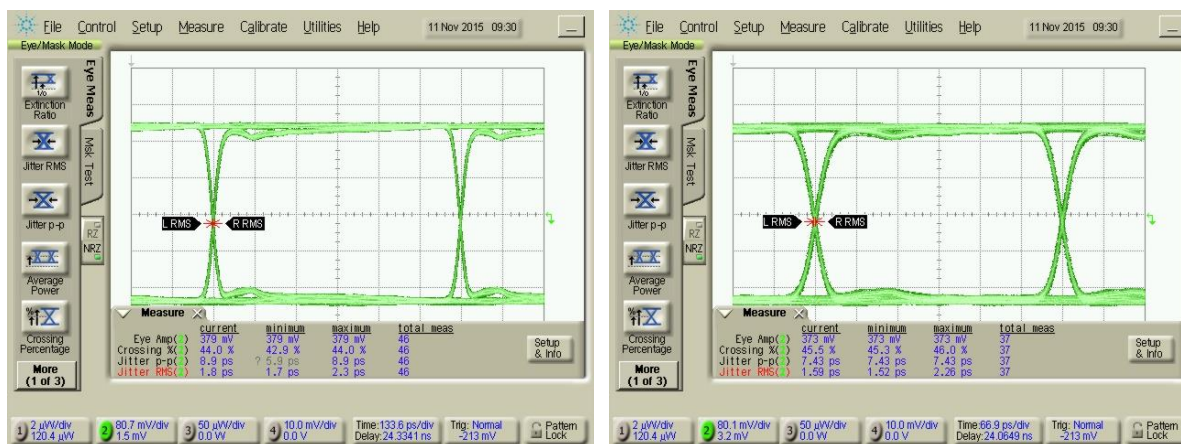 File Control Setup Measure Calibrate Utilities Help 11 Nov 2015 09:30
Eye/Mask Mode
Eye Meas
Msk Test
1/0
Extinction
Ratio
Jitter RMS
Jitter p-p
RZ
NRZ
Average
Power
Crossing
Percentage
More
(1 of 3)
L RMS R RMS
Measure
current minimum maximum total meas
Eye Amp(2) 379 mV 379 mV 379 mV 46
Crossing %(2) 44.0 % 42.9 % 44.0 % 46
Jitter p-p(2) 8.9 ps ? 5.9 ps 8.9 ps 46
Jitter RMS(2) 1.8 ps 1.7 ps 2.3 ps 46
Setup
& Info
1 2 µW/div 2 80.7 mV/div 3 50 µW/div 4 10.0 mV/div Time:133.6 ps/div Trig: Normal Pattern
120.4 µW 1.5 mV 0.0 W 0.0 V Delay:24.3341 ns -213 mV Lock
File Control Setup Measure Calibrate Utilities Help 11 Nov 2015 09:30
Eye/Mask Mode
Eye Meas
Msk Test
1/0
Extinction
Ratio
Jitter RMS
Jitter p-p
RZ
NRZ
Average
Power
Crossing
Percentage
More
(1 of 3)
L RMS R RMS
Measure
current minimum maximum total meas
Eye Amp(2) 373 mV 373 mV 373 mV 37
Crossing %(2) 45.5 % 45.3 % 46.0 % 37
Jitter p-p(2) 7.43 ps 7.43 ps 7.43 ps 37
Jitter RMS(2) 1.59 ps 1.52 ps 2.26 ps 37
Setup
& Info
1 2 µW/div 2 80.1 mV/div 3 50 µW/div 4 10.0 mV/div Time:66.9 ps/div Trig: Normal Pattern
120.4 µW 3.2 mV 0.0 W 0.0 V Delay:24.0649 ns -213 mV Lock